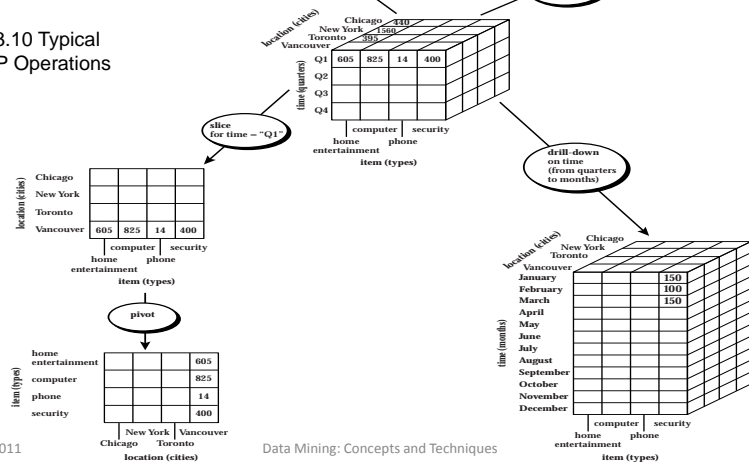 3.10 Typical
P Operations
location (cities)
Chicago 440
New York 1560
Toronto 395
Vancouver
time (quarters)
Q1 605 825 14 400
Q2
Q3
Q4
computer security
home phone
entertainment
item (types)
slice
for time = "Q1"
drill-down
on time
(from quarters
to months)
location (cities)
Chicago
New York
Toronto
Vancouver 605 825 14 400
computer security
home phone
entertainment
item (types)
pivot
item (types)
home
entertainment 605
computer 825
phone 14
security 400
New York Vancouver
Chicago Toronto
location (cities)
location (cities)
Chicago
New York
Toronto
Vancouver
time (months)
January 150
February 100
March 150
April
May
June
July
August
September
October
November
December
computer security
home phone
entertainment
item (types)
011
Data Mining: Concepts and Techniques